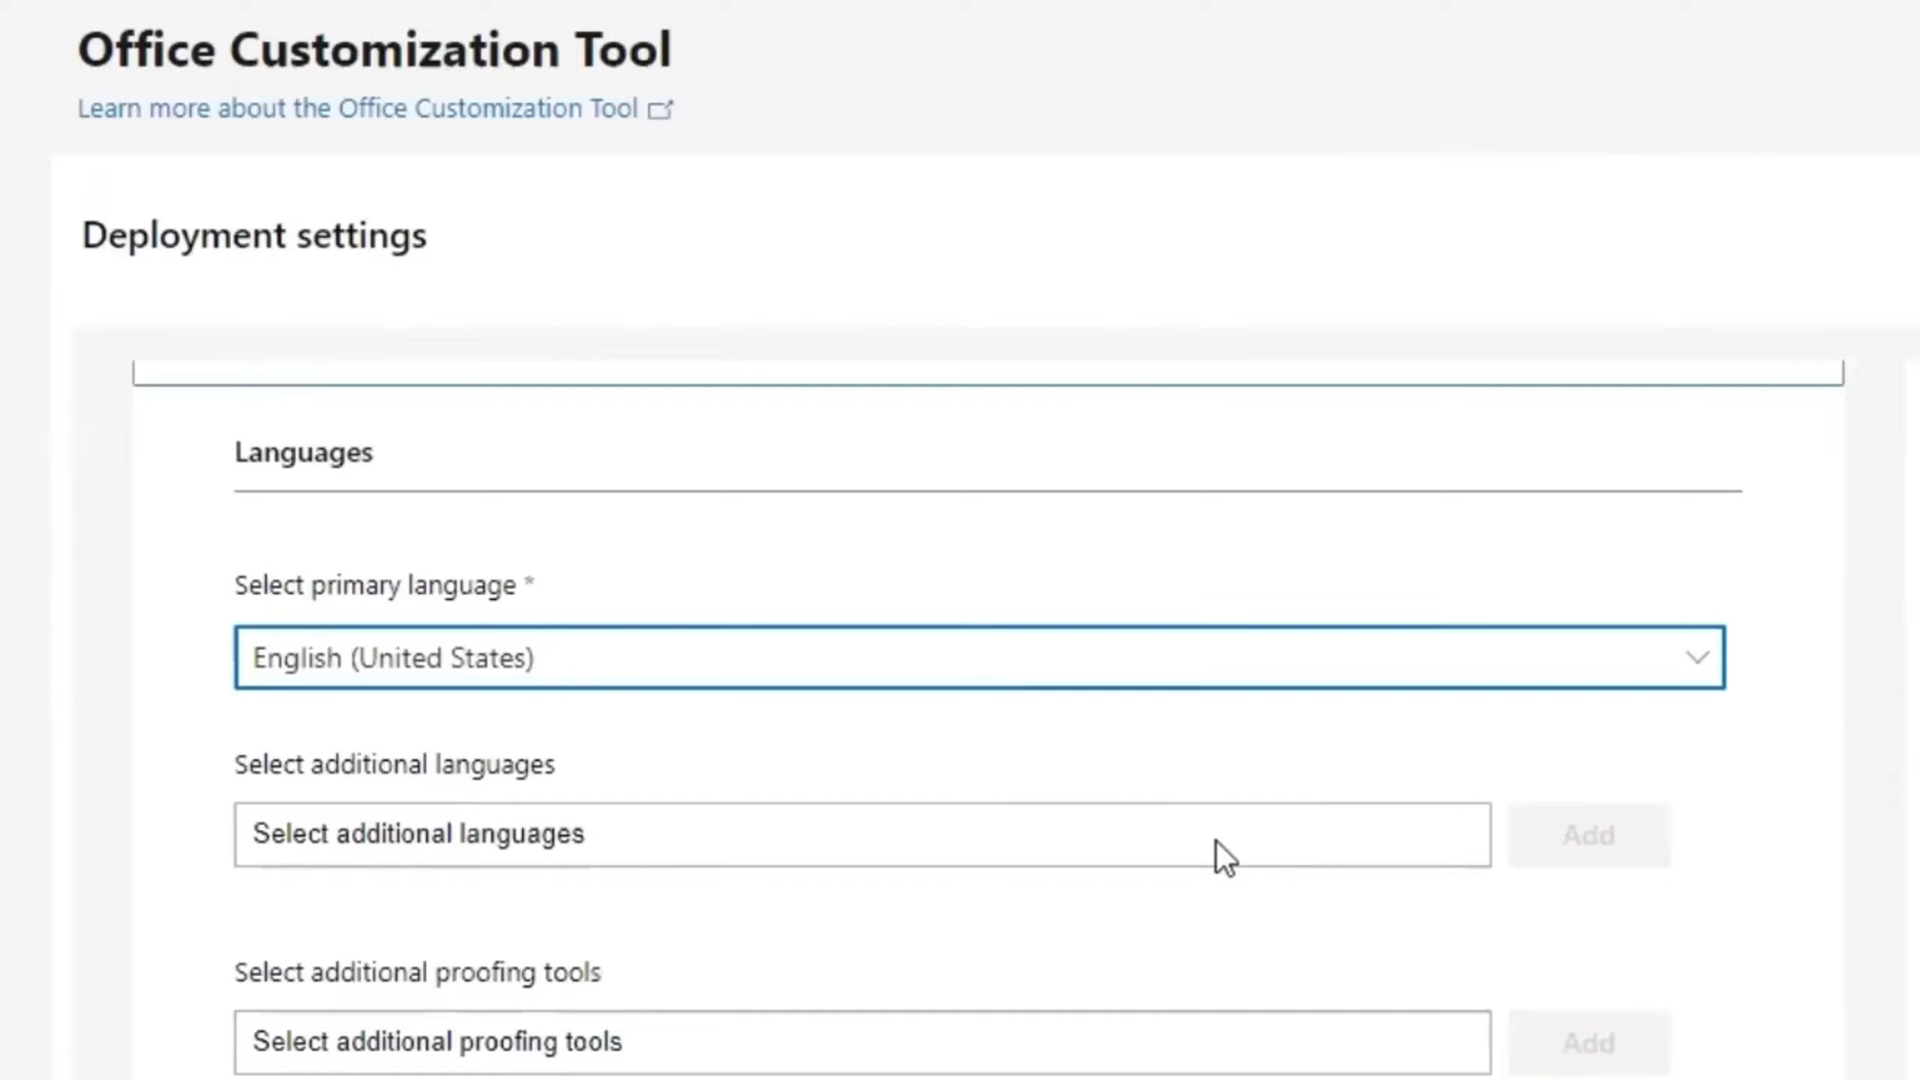 Office Customization Tool
Learn more about the Office Customization Tool
Deployment settings
Languages
Select primary language *
English (United States)
Select additional languages
Select additional languages
Add
Select additional proofing tools
Select additional proofing tools
Add